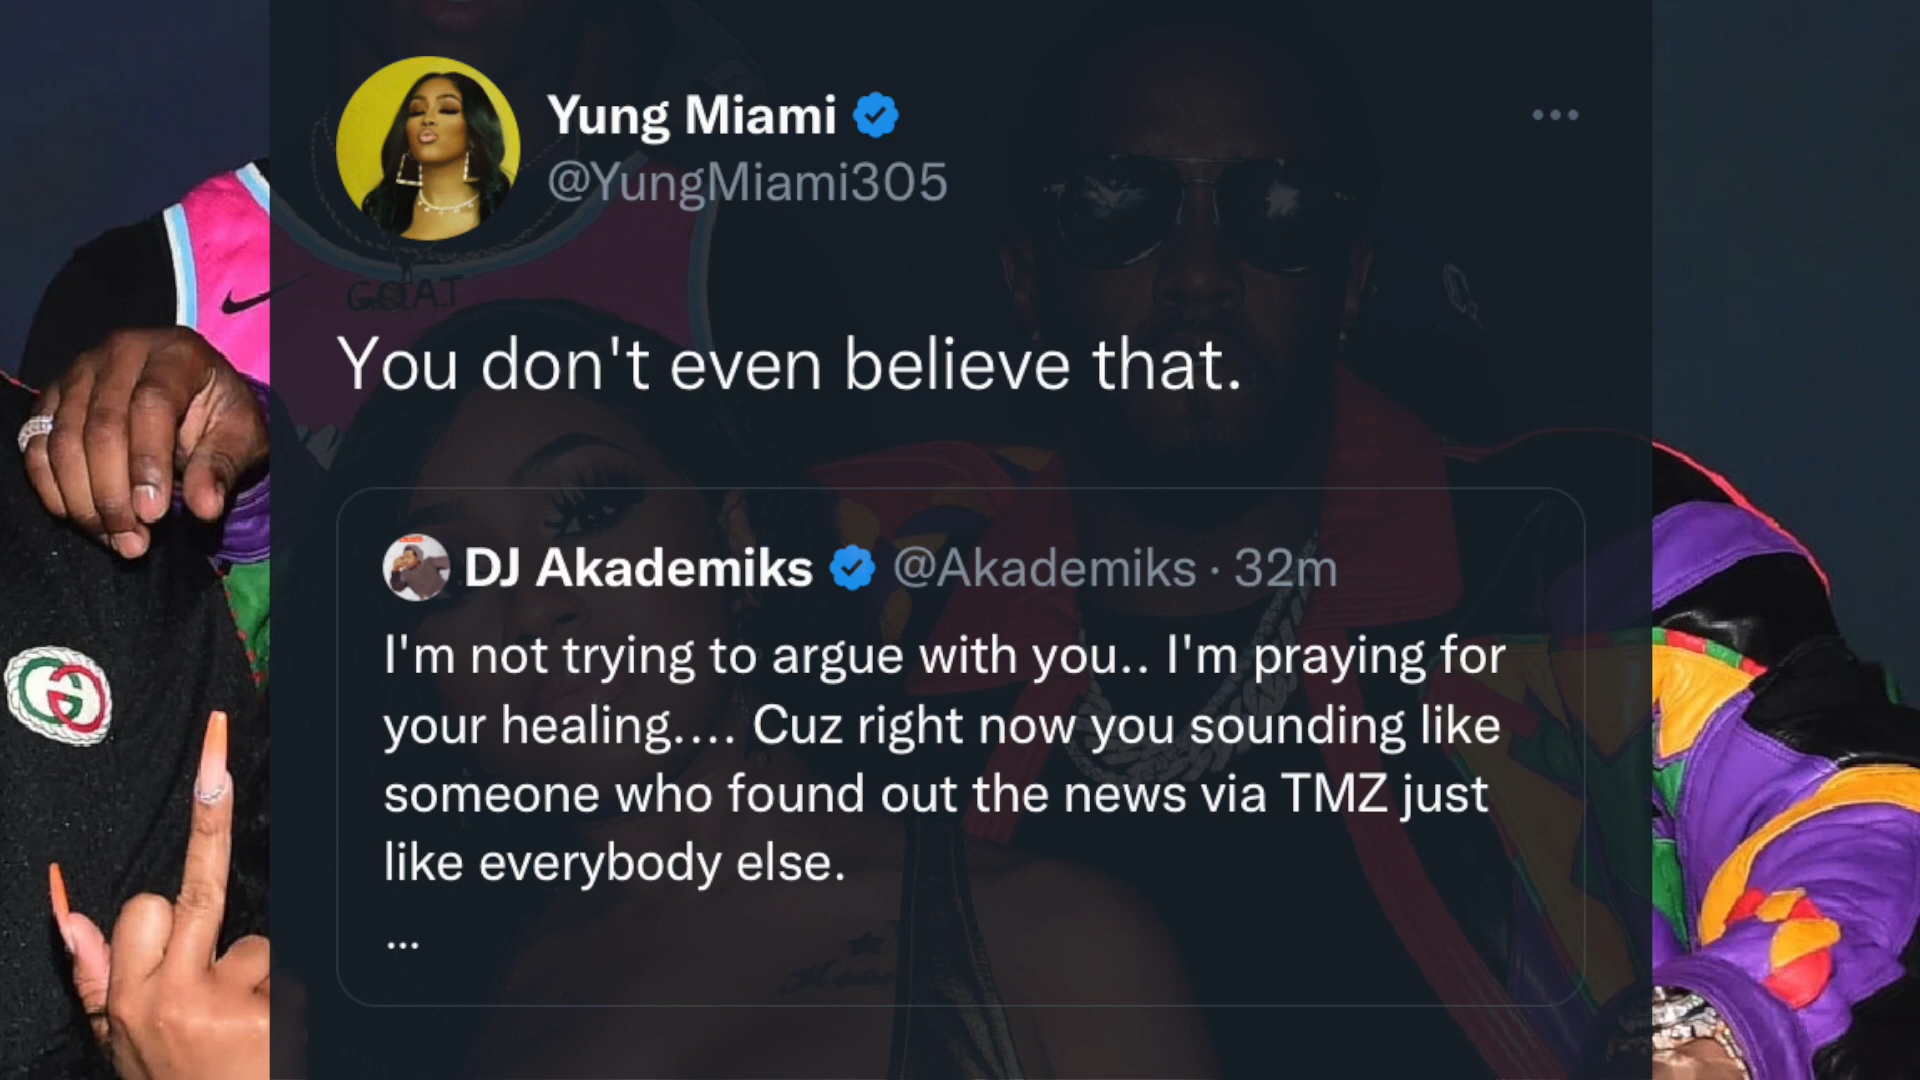 Yung Miami
@YungMiami305
GOAT
You don't even believe that.
DJ Akademiks @Akademiks · 32m
I'm not trying to argue with you.. I'm praying for
your healing.... Cuz right now you sounding like
someone who found out the news via TMZ just
like everybody else.
...